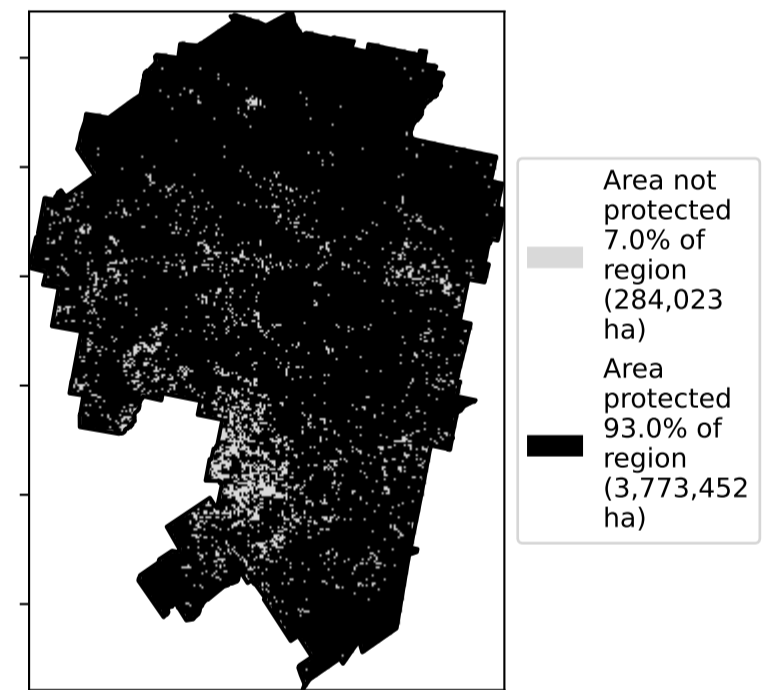 Area not
protected
7.0% of
region
(284,023
ha)
Area
protected
93.0% of
region
(3,773,452
ha)